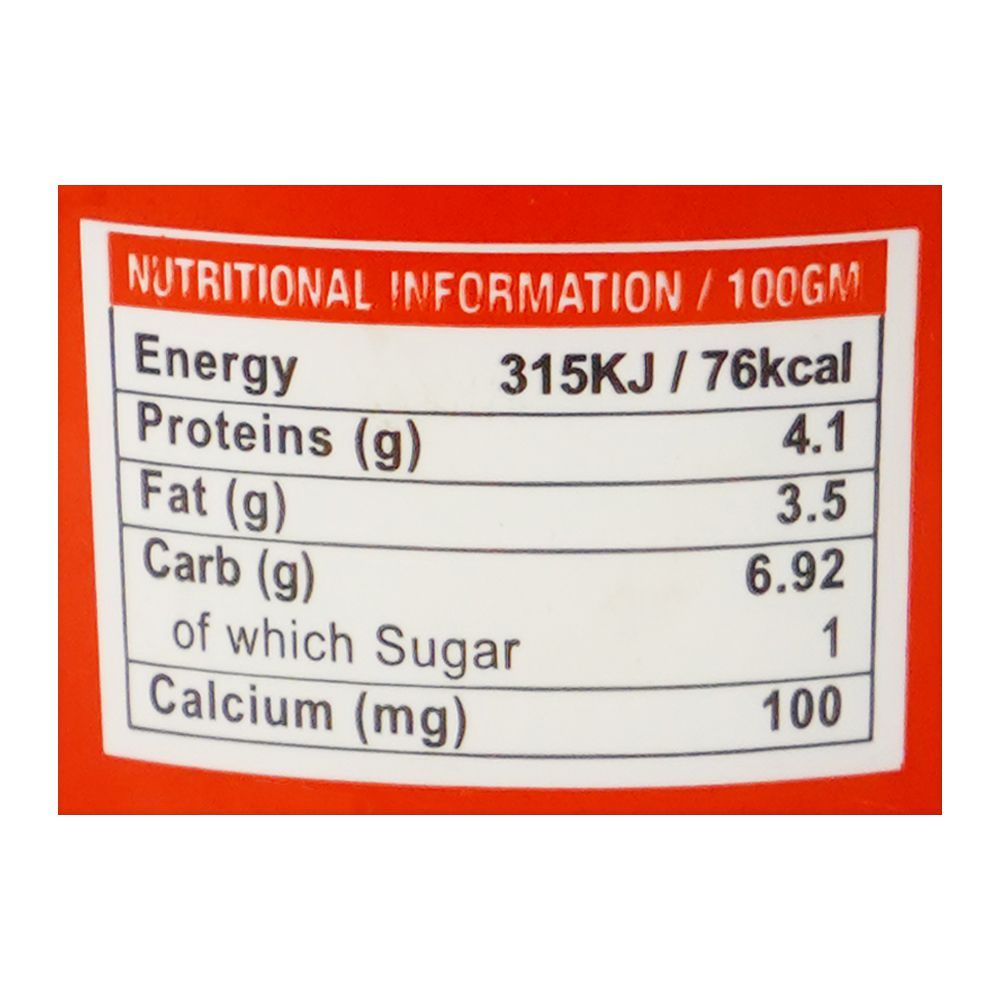 NUTRITIONAL INFORMATION / 100GM
Energy 315KJ / 76kcal
Proteins (g) 4.1
Fat (g) 3.5
Carb (g) 6.92
of which Sugar 1
Calcium (mg) 100